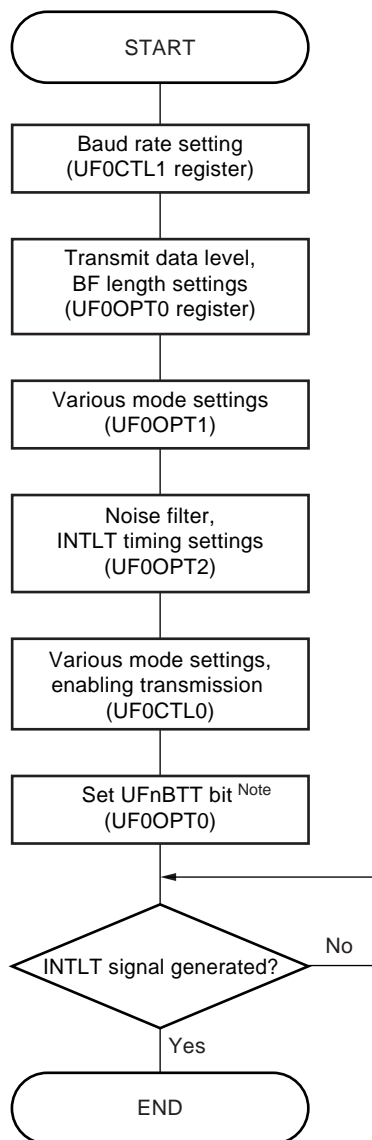 START
Baud rate setting
(UF0CTL1 register)
Transmit data level,
BF length settings
(UF0OPT0 register)
Various mode settings
(UF0OPT1)
Noise filter,
INTLT timing settings
(UF0OPT2)
Various mode settings,
enabling transmission
(UF0CTL0)
Set UFnBTT bit Note
(UF0OPT0)
INTLT signal generated?
No
Yes
END